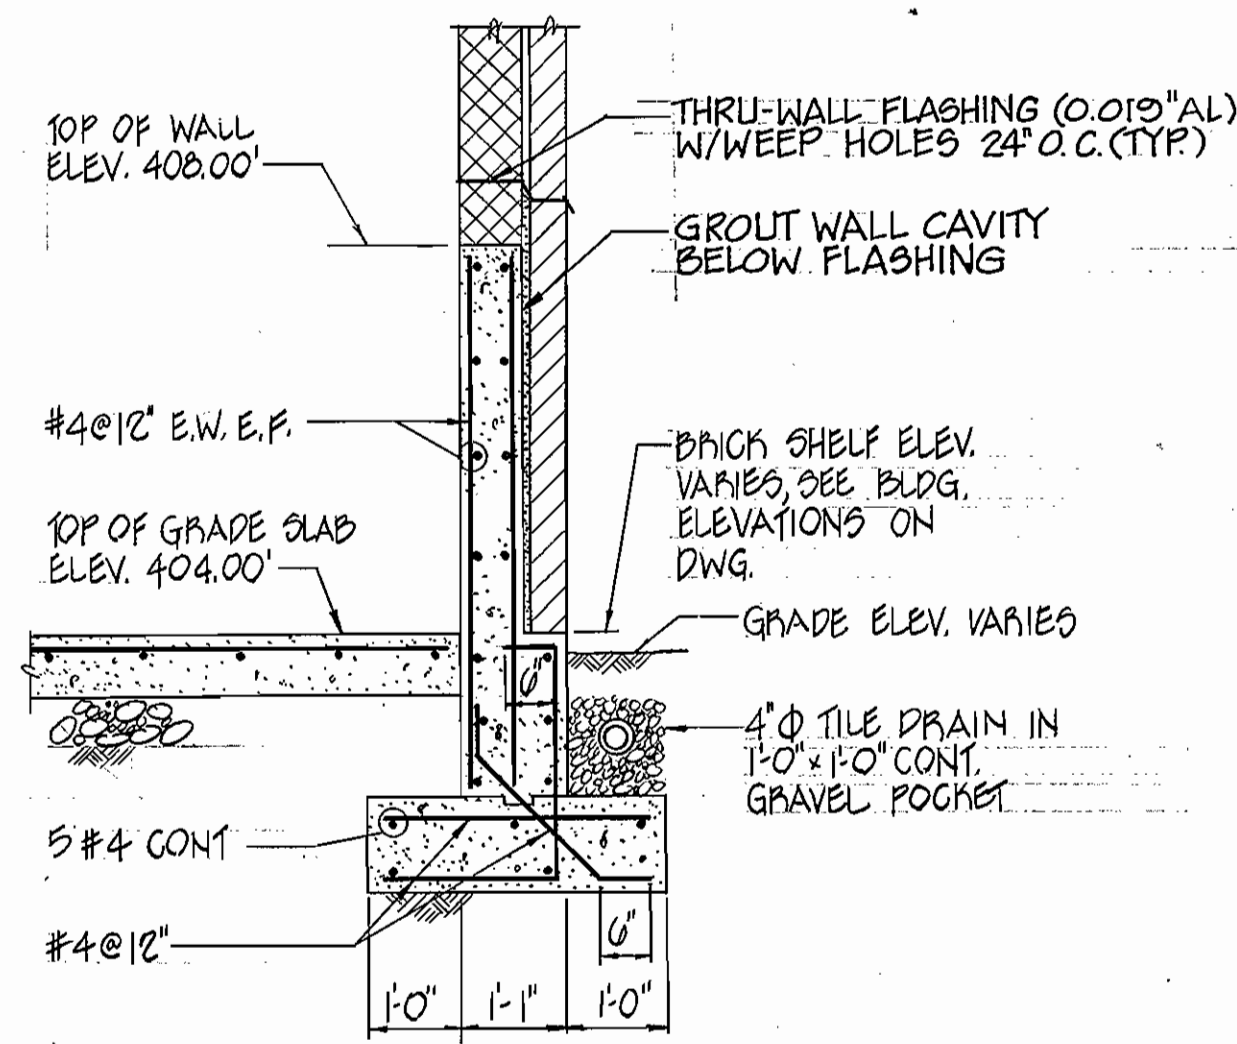 TOP OF WALL
ELEV. 408.00'
THRU-WALL FLASHING (0.019" AL)
W/WEEP HOLES 24" O.C. (TYP.)
GROUT WALL CAVITY
BELOW FLASHING
#4@12" E.W. E.F.
BRICK SHELF ELEV.
VARIES, SEE BLDG.
ELEVATIONS ON
DWG.
TOP OF GRADE SLAB
ELEV. 404.00'
GRADE ELEV. VARIES
6"
4"Φ TILE DRAIN IN
1'-0" x 1'-0" CONT.
GRAVEL POCKET
5 #4 CONT
#4@12"
6"
1'-0"
1'-1"
1'-0"